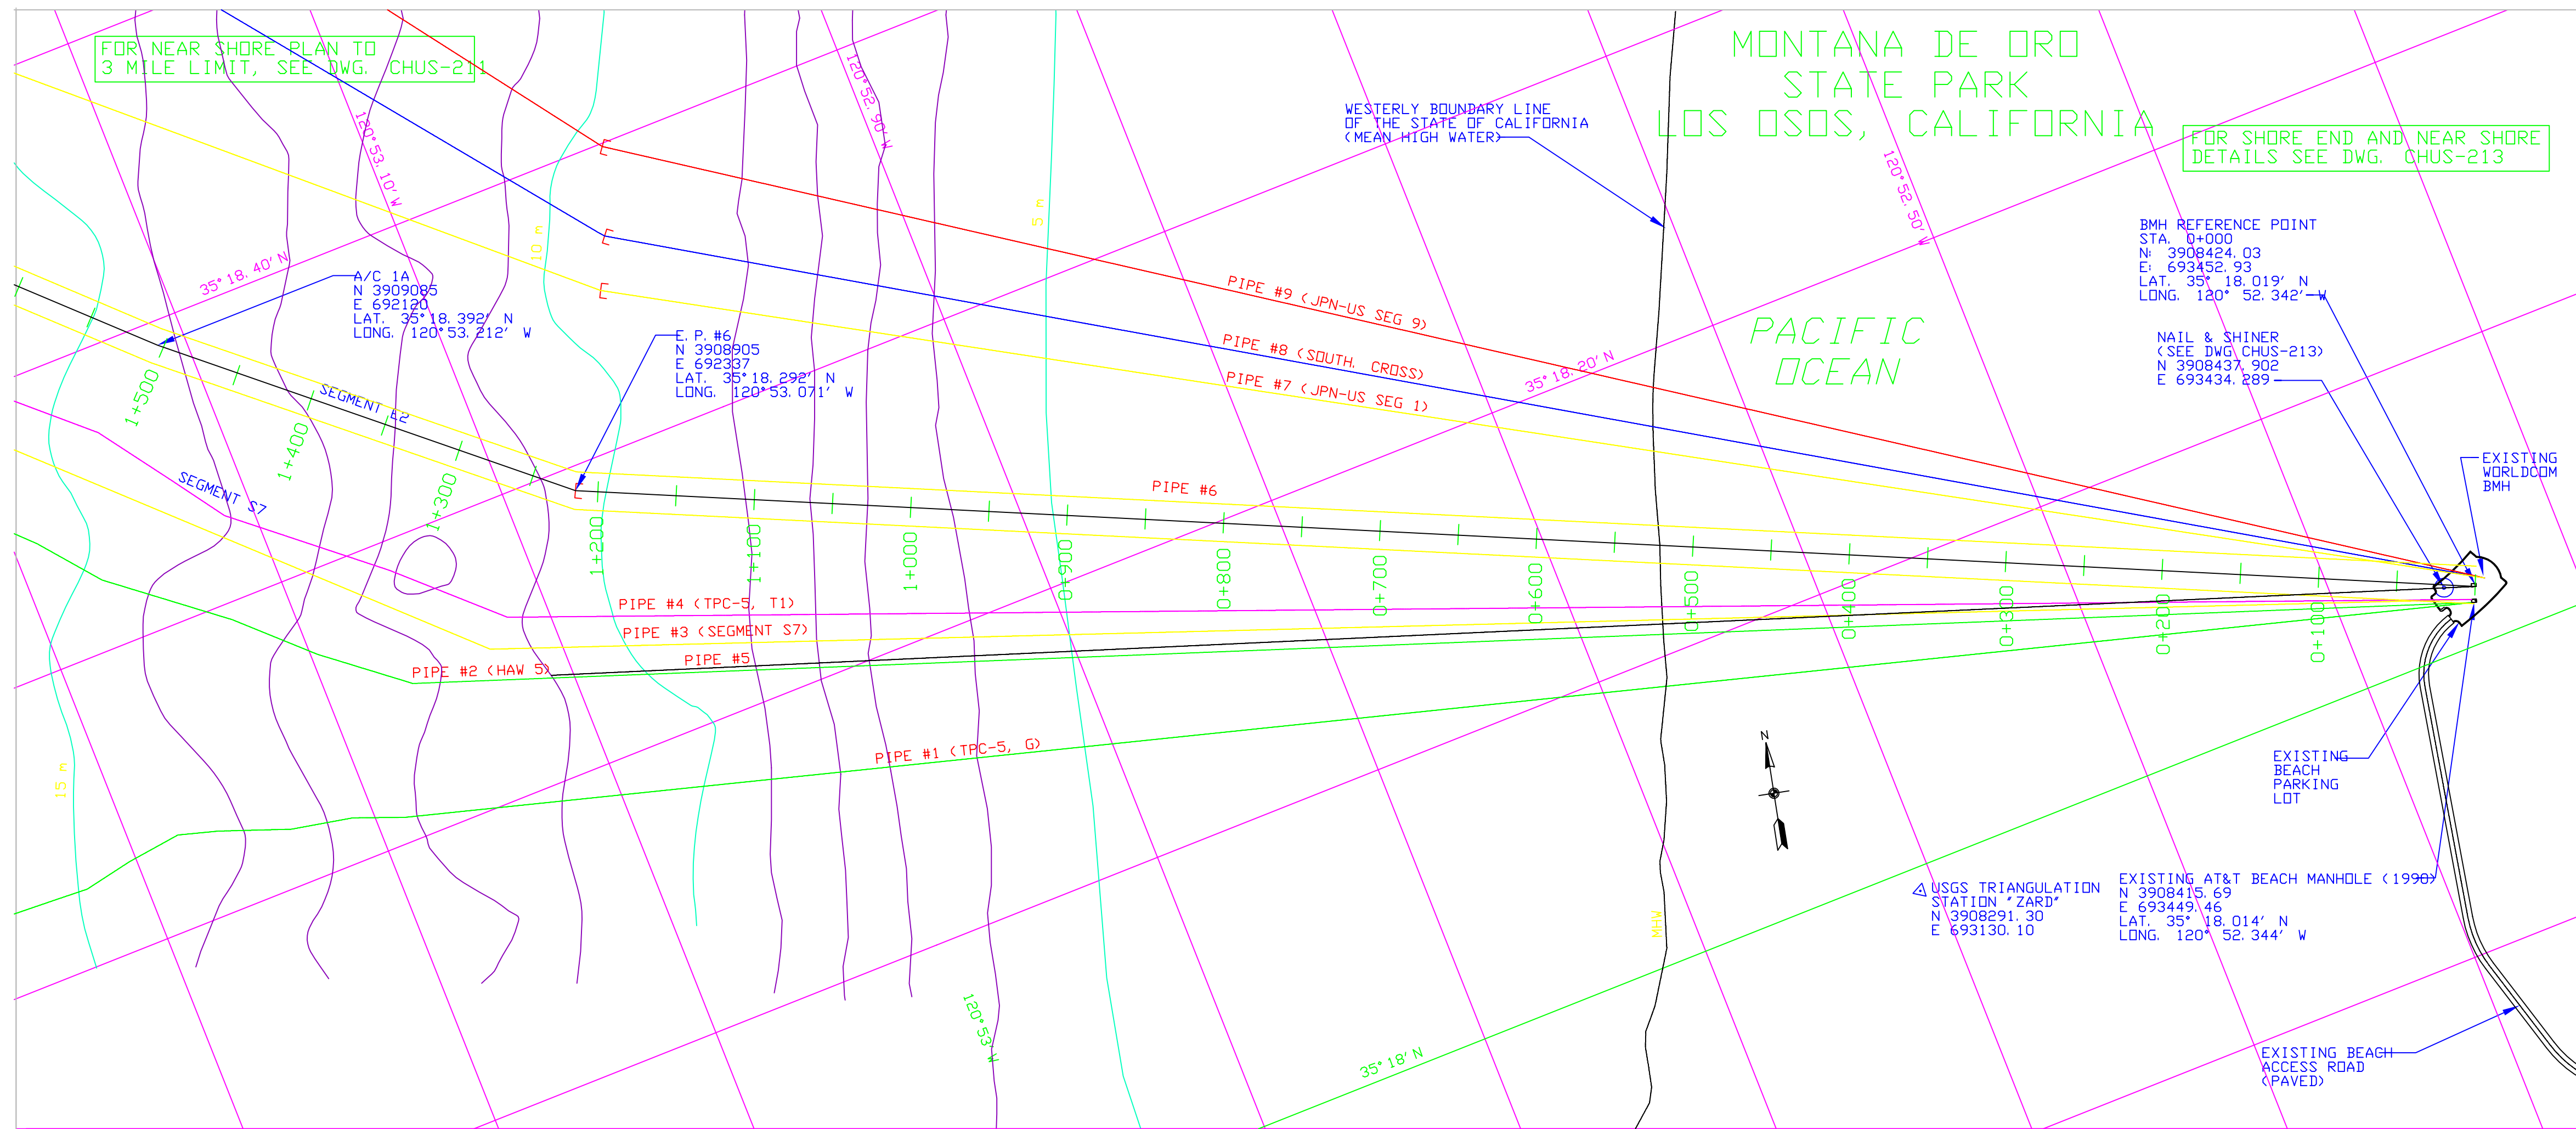 FOR NEAR SHORE PLAN TO
3 MILE LIMIT, SEE DWG. CHUS-211
MONTANA DE ORO
STATE PARK
LOS OSOS, CALIFORNIA
WESTERLY BOUNDARY LINE
OF THE STATE OF CALIFORNIA
(MEAN HIGH WATER)
FOR SHORE END AND NEAR SHORE
DETAILS SEE DWG. CHUS-213
120°53.10' W
120°52.90' W
120°52.50' W
35°18.40' N
10 m
5 m
BMH REFERENCE POINT
STA. 0+000
N: 3908424.03
E: 693452.93
LAT. 35° 18.019' N
LONG. 120° 52.342' W
A/C 1A
N 3909085
E 692120
LAT. 35°18.392' N
LONG. 120°53.212' W
E.P. #6
N 3908905
E 692337
LAT. 35°18.292' N
LONG. 120°53.071' W
PIPE #9 (JPN-US SEG 9)
PIPE #8 (SOUTH. CROSS)
PIPE #7 (JPN-US SEG 1)
PACIFIC
OCEAN
35°18.20' N
NAIL & SHINER
(SEE DWG CHUS-213)
N 3908437.902
E 693434.289
EXISTING
WORLDCOM
BMH
SEGMENT E2
SEGMENT S7
PIPE #6
1+500
1+400
1+300
1+200
1+100
1+000
0+900
0+800
0+700
0+600
0+500
0+400
0+300
0+200
0+100
PIPE #4 (TPC-5, T1)
PIPE #3 (SEGMENT S7)
PIPE #5
PIPE #2 (HAW 5)
PIPE #1 (TPC-5, G)
15 m
N
EXISTING
BEACH
PARKING
LOT
MHW
USGS TRIANGULATION
STATION "ZARD"
N 3908291.30
E 693130.10
EXISTING AT&T BEACH MANHOLE (1990)
N 3908415.69
E 693449.46
LAT. 35° 18.014' N
LONG. 120° 52.344' W
120°53' W
35°18' N
EXISTING BEACH
ACCESS ROAD
(PAVED)